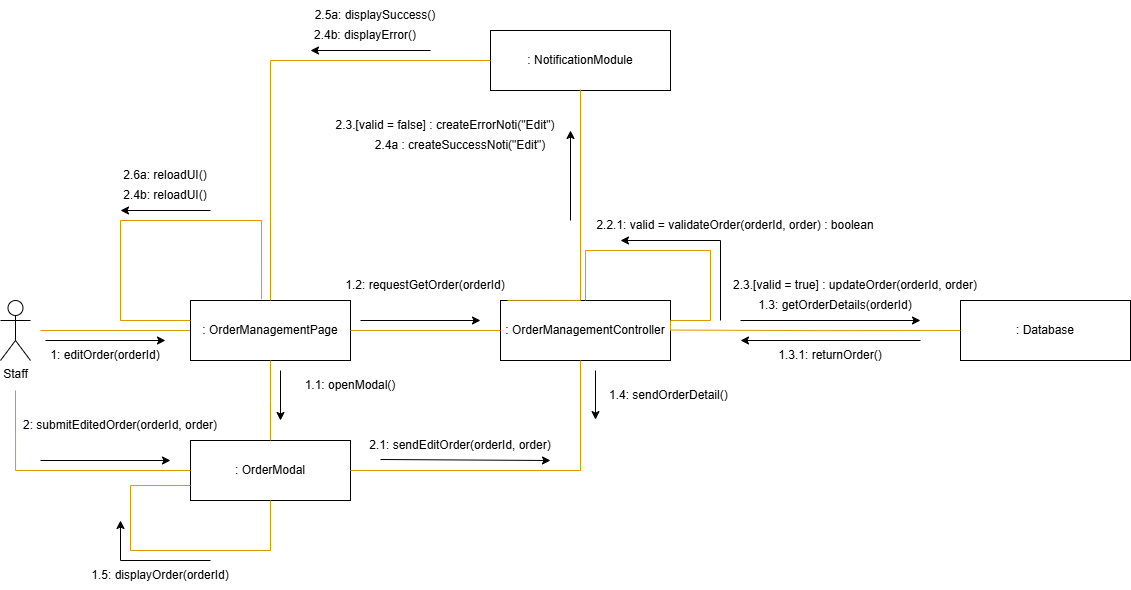 2.5a: displaySuccess()
2.4b: displayError()
: NotificationModule
2.3.[valid = false] : createErrorNoti("Edit")
2.4a : createSuccessNoti("Edit")
2.6a: reloadUI()
2.4b: reloadUI()
2.2.1: valid = validateOrder(orderId, order) : boolean
1.2: requestGetOrder(orderId)
2.3.[valid = true] : updateOrder(orderId, order)
1.3: getOrderDetails(orderId)
: OrderManagementPage
: OrderManagementController
: Database
1: editOrder(orderId)
1.3.1: returnOrder()
Staff
1.1: openModal()
1.4: sendOrderDetail()
2: submitEditedOrder(orderId, order)
2.1: sendEditOrder(orderId, order)
: OrderModal
1.5: displayOrder(orderId)